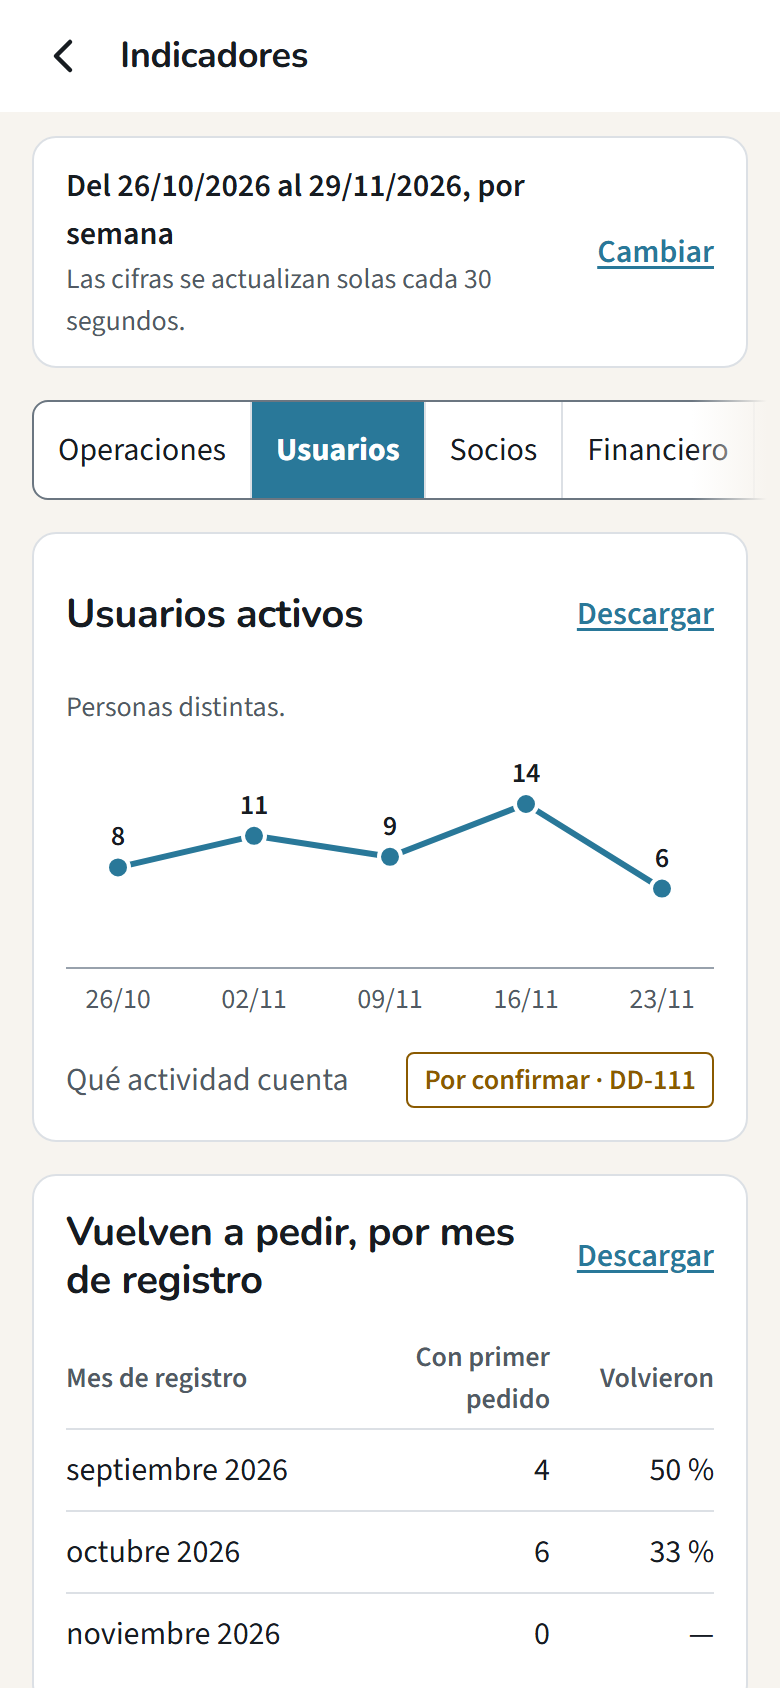 Indicadores
Del 26/10/2026 al 29/11/2026, por
semana
Las cifras se actualizan solas cada 30
segundos.
Cambiar
Operaciones Usuarios Socios Financiero
Usuarios activos Descargar
Personas distintas.
8 11 9 14 6
26/10 02/11 09/11 16/11 23/11
Qué actividad cuenta Por confirmar · DD-111
Vuelven a pedir, por mes
de registro
Descargar
Mes de registro Con primer pedido Volvieron
septiembre 2026 4 50 %
octubre 2026 6 33 %
noviembre 2026 0 —